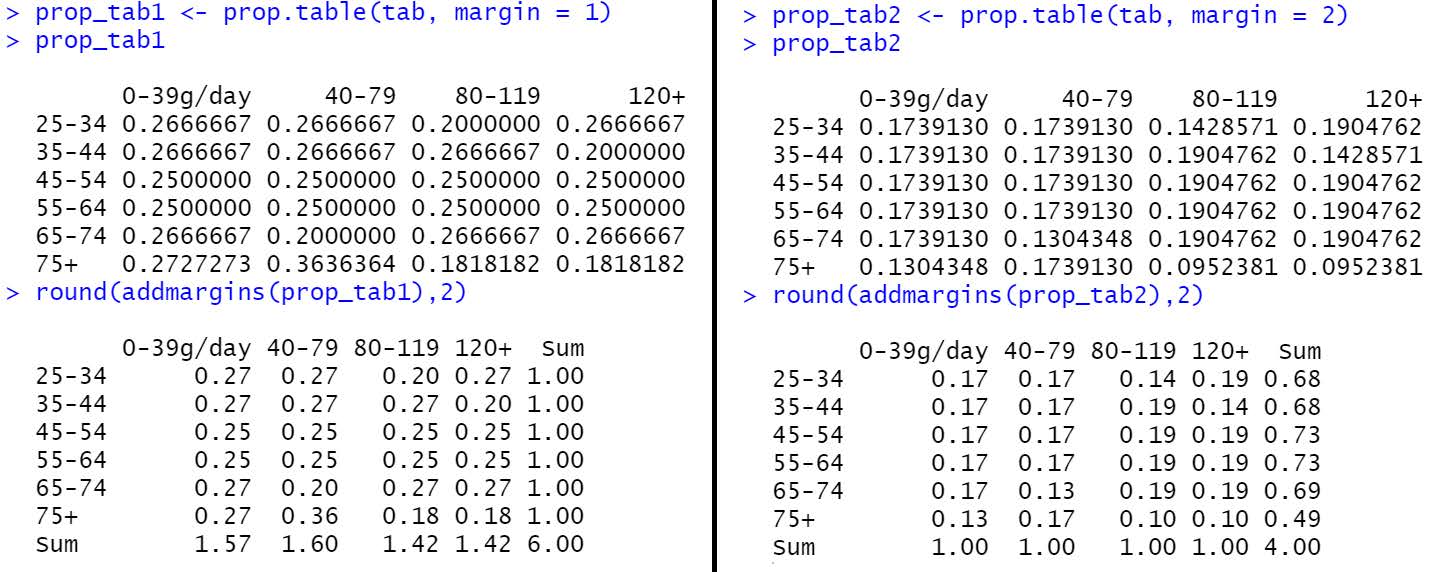 > prop_tab1 <- prop.table(tab, margin = 1)
> prop_tab1
0-39g/day 40-79 80-119 120+
25-34 0.2666667 0.2666667 0.2000000 0.2666667
35-44 0.2666667 0.2666667 0.2666667 0.2000000
45-54 0.2500000 0.2500000 0.2500000 0.2500000
55-64 0.2500000 0.2500000 0.2500000 0.2500000
65-74 0.2666667 0.2000000 0.2666667 0.2666667
75+ 0.2727273 0.3636364 0.1818182 0.1818182
> round(addmargins(prop_tab1),2)
0-39g/day 40-79 80-119 120+ Sum
25-34 0.27 0.27 0.20 0.27 1.00
35-44 0.27 0.27 0.27 0.20 1.00
45-54 0.25 0.25 0.25 0.25 1.00
55-64 0.25 0.25 0.25 0.25 1.00
65-74 0.27 0.20 0.27 0.27 1.00
75+ 0.27 0.36 0.18 0.18 1.00
Sum 1.57 1.60 1.42 1.42 6.00
> prop_tab2 <- prop.table(tab, margin = 2)
> prop_tab2
0-39g/day 40-79 80-119 120+
25-34 0.1739130 0.1739130 0.1428571 0.1904762
35-44 0.1739130 0.1739130 0.1904762 0.1428571
45-54 0.1739130 0.1739130 0.1904762 0.1904762
55-64 0.1739130 0.1739130 0.1904762 0.1904762
65-74 0.1739130 0.1304348 0.1904762 0.1904762
75+ 0.1304348 0.1739130 0.0952381 0.0952381
> round(addmargins(prop_tab2),2)
0-39g/day 40-79 80-119 120+ Sum
25-34 0.17 0.17 0.14 0.19 0.68
35-44 0.17 0.17 0.19 0.14 0.68
45-54 0.17 0.17 0.19 0.19 0.73
55-64 0.17 0.17 0.19 0.19 0.73
65-74 0.17 0.13 0.19 0.19 0.69
75+ 0.13 0.17 0.10 0.10 0.49
Sum 1.00 1.00 1.00 1.00 4.00